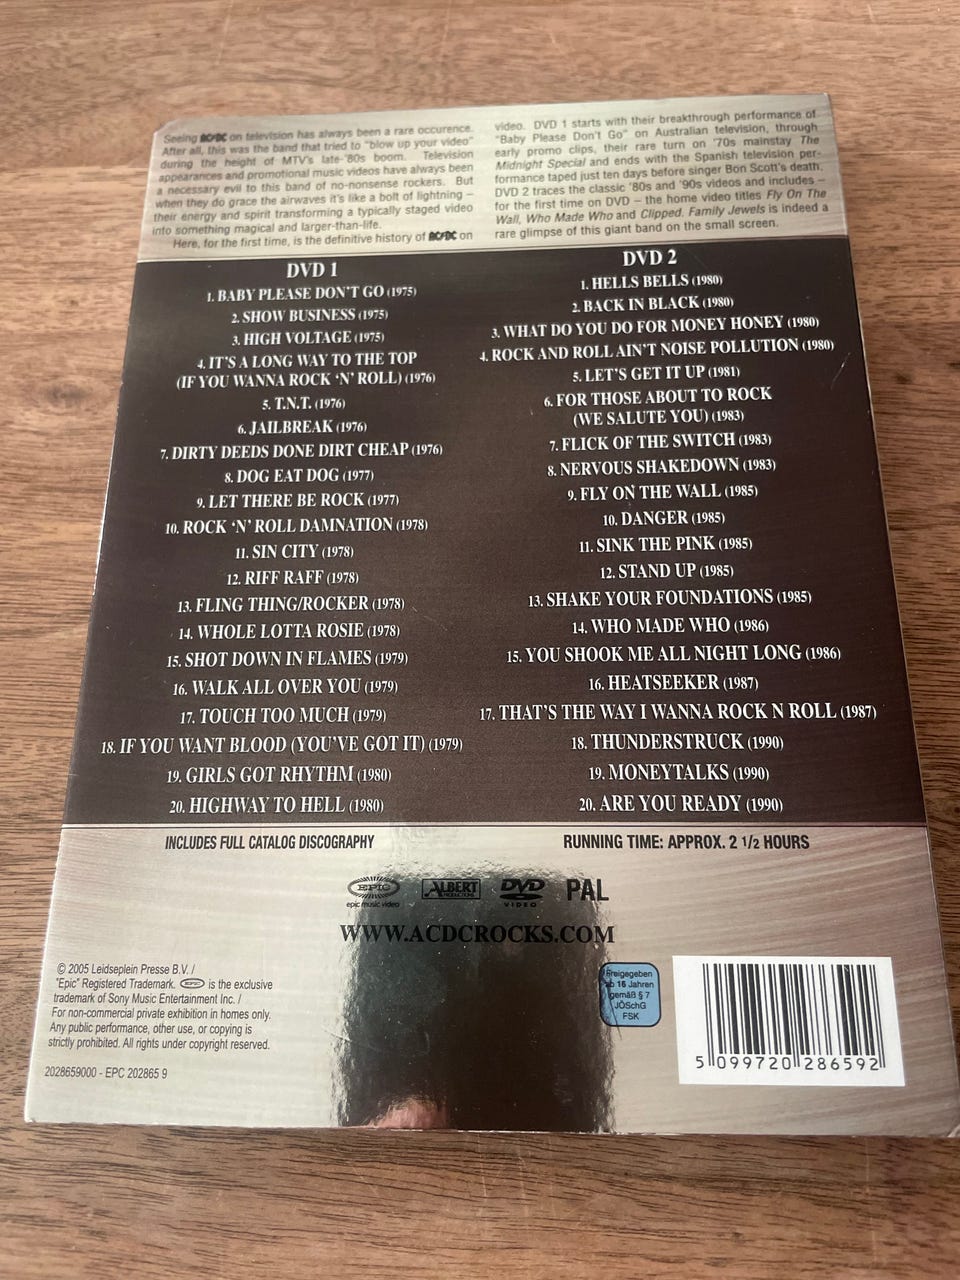 Seeing AC/DC on television has always been a rare occurence.
After all, this was the band that tried to "blow up your video"
during the height of MTV's late-'80s boom. Television
appearances and promotional music videos have always been
a necessary evil to this band of no-nonsense rockers. But
when they do grace the airwaves it's like a bolt of lightning –
their energy and spirit transforming a typically staged video
into something magical and larger-than-life.
Here, for the first time, is the definitive history of AC/DC on
video. DVD 1 starts with their breakthrough performance of
"Baby Please Don't Go" on Australian television, through
early promo clips, their rare turn on '70s mainstay The
Midnight Special and ends with the Spanish television per-
formance taped just ten days before singer Bon Scott's death.
DVD 2 traces the classic '80s and '90s videos and includes –
for the first time on DVD – the home video titles Fly On The
Wall, Who Made Who and Clipped. Family Jewels is indeed a
rare glimpse of this giant band on the small screen.
DVD 1
1. BABY PLEASE DON'T GO (1975)
2. SHOW BUSINESS (1975)
3. HIGH VOLTAGE (1975)
4. IT'S A LONG WAY TO THE TOP
(IF YOU WANNA ROCK 'N' ROLL) (1976)
5. T.N.T. (1976)
6. JAILBREAK (1976)
7. DIRTY DEEDS DONE DIRT CHEAP (1976)
8. DOG EAT DOG (1977)
9. LET THERE BE ROCK (1977)
10. ROCK 'N' ROLL DAMNATION (1978)
11. SIN CITY (1978)
12. RIFF RAFF (1978)
13. FLING THING/ROCKER (1978)
14. WHOLE LOTTA ROSIE (1978)
15. SHOT DOWN IN FLAMES (1979)
16. WALK ALL OVER YOU (1979)
17. TOUCH TOO MUCH (1979)
18. IF YOU WANT BLOOD (YOU'VE GOT IT) (1979)
19. GIRLS GOT RHYTHM (1980)
20. HIGHWAY TO HELL (1980)
DVD 2
1. HELLS BELLS (1980)
2. BACK IN BLACK (1980)
3. WHAT DO YOU DO FOR MONEY HONEY (1980)
4. ROCK AND ROLL AIN'T NOISE POLLUTION (1980)
5. LET'S GET IT UP (1981)
6. FOR THOSE ABOUT TO ROCK
(WE SALUTE YOU) (1983)
7. FLICK OF THE SWITCH (1983)
8. NERVOUS SHAKEDOWN (1983)
9. FLY ON THE WALL (1985)
10. DANGER (1985)
11. SINK THE PINK (1985)
12. STAND UP (1985)
13. SHAKE YOUR FOUNDATIONS (1985)
14. WHO MADE WHO (1986)
15. YOU SHOOK ME ALL NIGHT LONG (1986)
16. HEATSEEKER (1987)
17. THAT'S THE WAY I WANNA ROCK N ROLL (1987)
18. THUNDERSTRUCK (1990)
19. MONEYTALKS (1990)
20. ARE YOU READY (1990)
INCLUDES FULL CATALOG DISCOGRAPHY
RUNNING TIME: APPROX. 2 1/2 HOURS
EPIC
epic music video
ALBERT
PRODUCTIONS
DVD
VIDEO
PAL
WWW.ACDCROCKS.COM
© 2005 Leidseplein Presse B.V. /
"Epic" Registered Trademark. EPIC is the exclusive
trademark of Sony Music Entertainment Inc. /
For non-commercial private exhibition in homes only.
Any public performance, other use, or copying is
strictly prohibited. All rights under copyright reserved.
2028659000 - EPC 202865 9
Freigegeben
ab 16 Jahren
gemäß § 7
JÖSchG
FSK
5 099720 286592